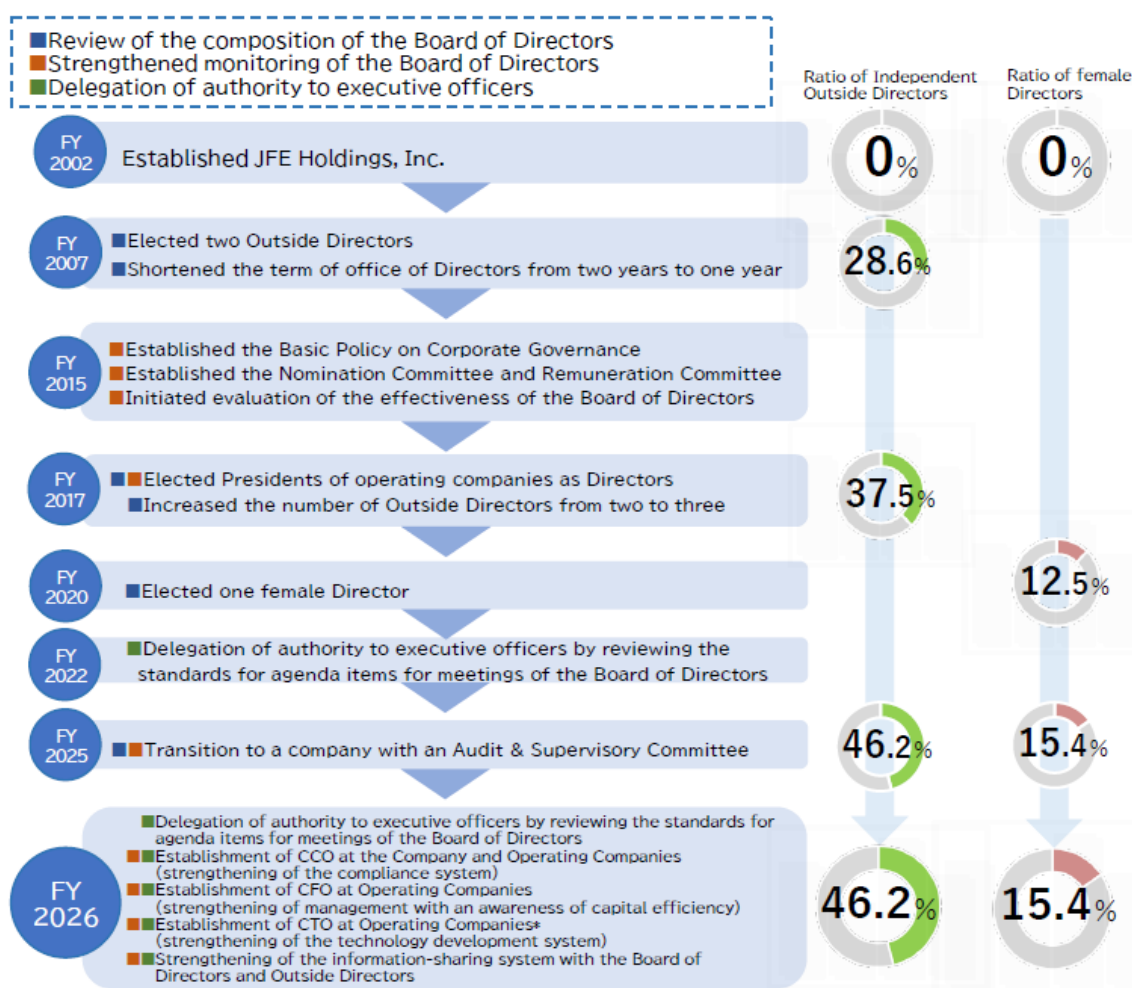 ■Review of the composition of the Board of Directors
■Strengthened monitoring of the Board of Directors
■Delegation of authority to executive officers
Ratio of Independent
Outside Directors
Ratio of female
Directors
FY
2002
Established JFE Holdings, Inc.
0%
0%
FY
2007
■Elected two Outside Directors
■Shortened the term of office of Directors from two years to one year
28.6%
FY
2015
■Established the Basic Policy on Corporate Governance
■Established the Nomination Committee and Remuneration Committee
■Initiated evaluation of the effectiveness of the Board of Directors
FY
2017
■■Elected Presidents of operating companies as Directors
■Increased the number of Outside Directors from two to three
37.5%
FY
2020
■Elected one female Director
12.5%
FY
2022
■Delegation of authority to executive officers by reviewing the
standards for agenda items for meetings of the Board of Directors
FY
2025
■■Transition to a company with an Audit & Supervisory Committee
46.2%
15.4%
FY
2026
■Delegation of authority to executive officers by reviewing the standards for
agenda items for meetings of the Board of Directors
■■Establishment of CCO at the Company and Operating Companies
(strengthening of the compliance system)
■■Establishment of CFO at Operating Companies
(strengthening of management with an awareness of capital efficiency)
■■Establishment of CTO at Operating Companies*
(strengthening of the technology development system)
■■Strengthening of the information-sharing system with the Board of
Directors and Outside Directors
46.2%
15.4%